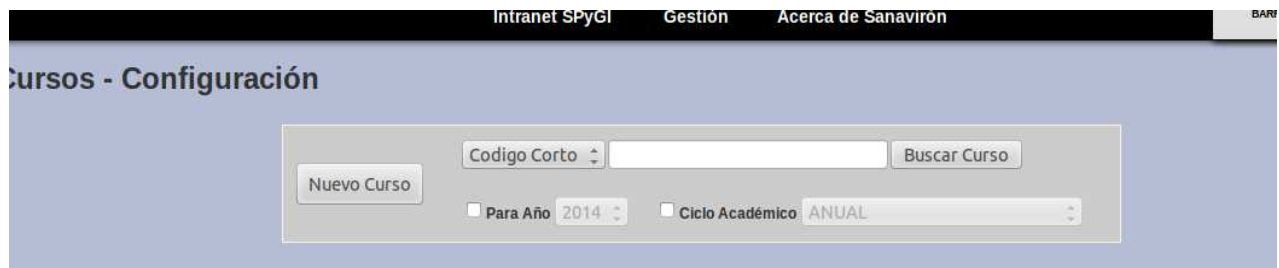 Intranet SPyGI Gestión Acerca de Sanavirón
Cursos - Configuración
Codigo Corto Buscar Curso
Nuevo Curso
Para Año 2014 Ciclo Académico ANUAL